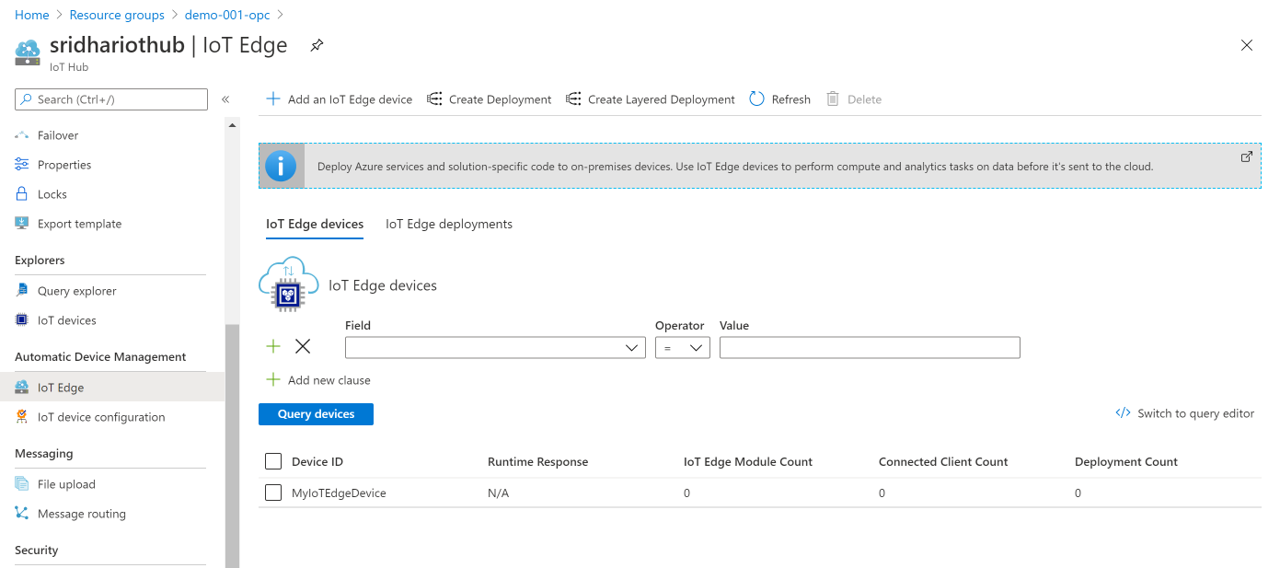 Home > Resource groups > demo-001-opc >
sridhariothub | IoT Edge
IoT Hub
Search (Ctrl+/)
«
Failover
Properties
Locks
Export template
Explorers
Query explorer
IoT devices
Automatic Device Management
IoT Edge
IoT device configuration
Messaging
File upload
Message routing
Security
Add an IoT Edge device Create Deployment Create Layered Deployment Refresh Delete
Deploy Azure services and solution-specific code to on-premises devices. Use IoT Edge devices to perform compute and analytics tasks on data before it's sent to the cloud.
IoT Edge devices IoT Edge deployments
IoT Edge devices
Field Operator Value
=
Add new clause
Query devices </> Switch to query editor
Device ID Runtime Response IoT Edge Module Count Connected Client Count Deployment Count
MyIoTEdgeDevice N/A 0 0 0